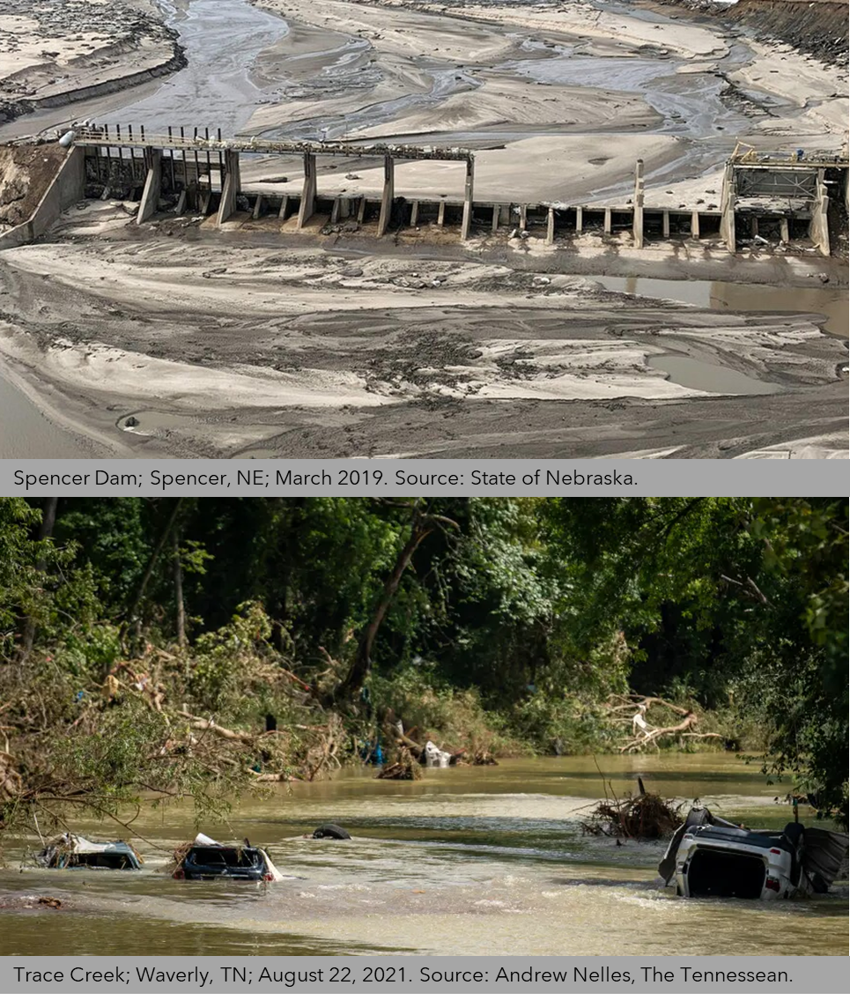 Spencer Dam; Spencer, NE; March 2019. Source: State of Nebraska.
Trace Creek; Waverly, TN; August 22, 2021. Source: Andrew Nelles, The Tennessean.